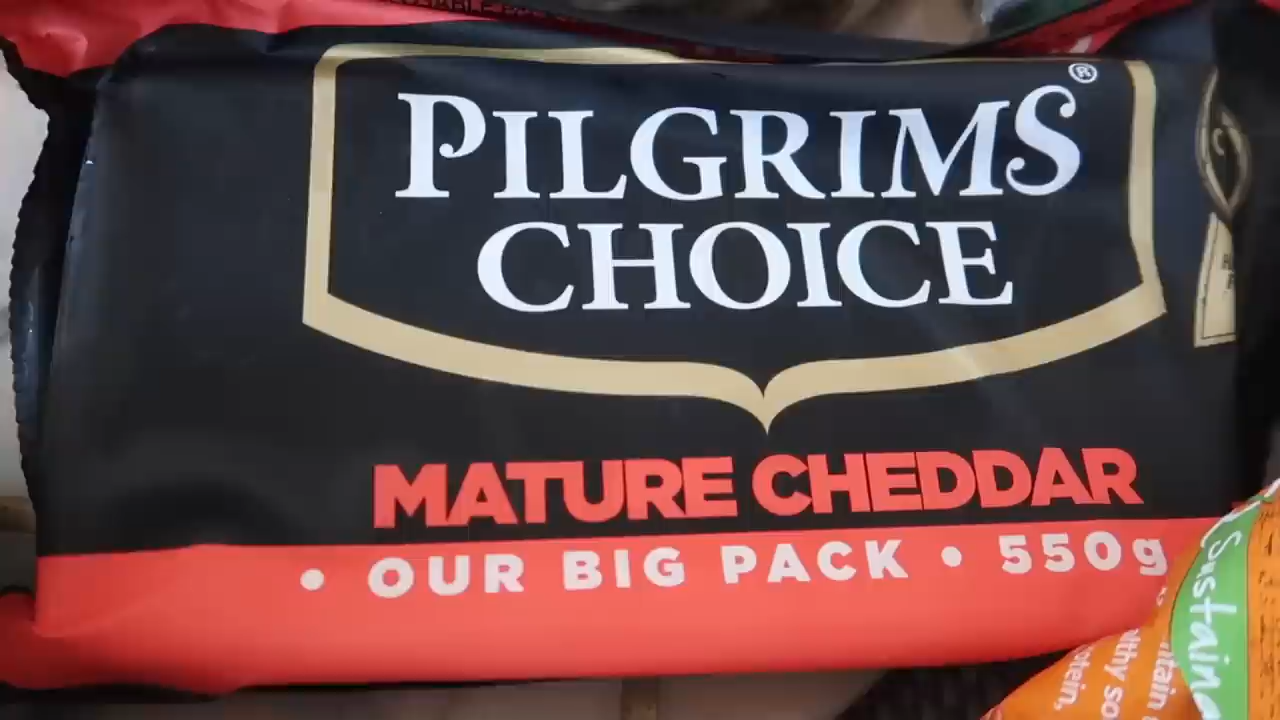 PILGRIMS®
CHOICE
MATURE CHEDDAR
• OUR BIG PACK • 550g